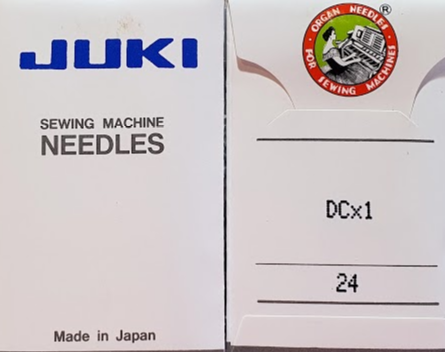 JUKI
SEWING MACHINE
NEEDLES
Made in Japan
ORGAN NEEDLES
FOR SEWING MACHINES
®
DCx1
24